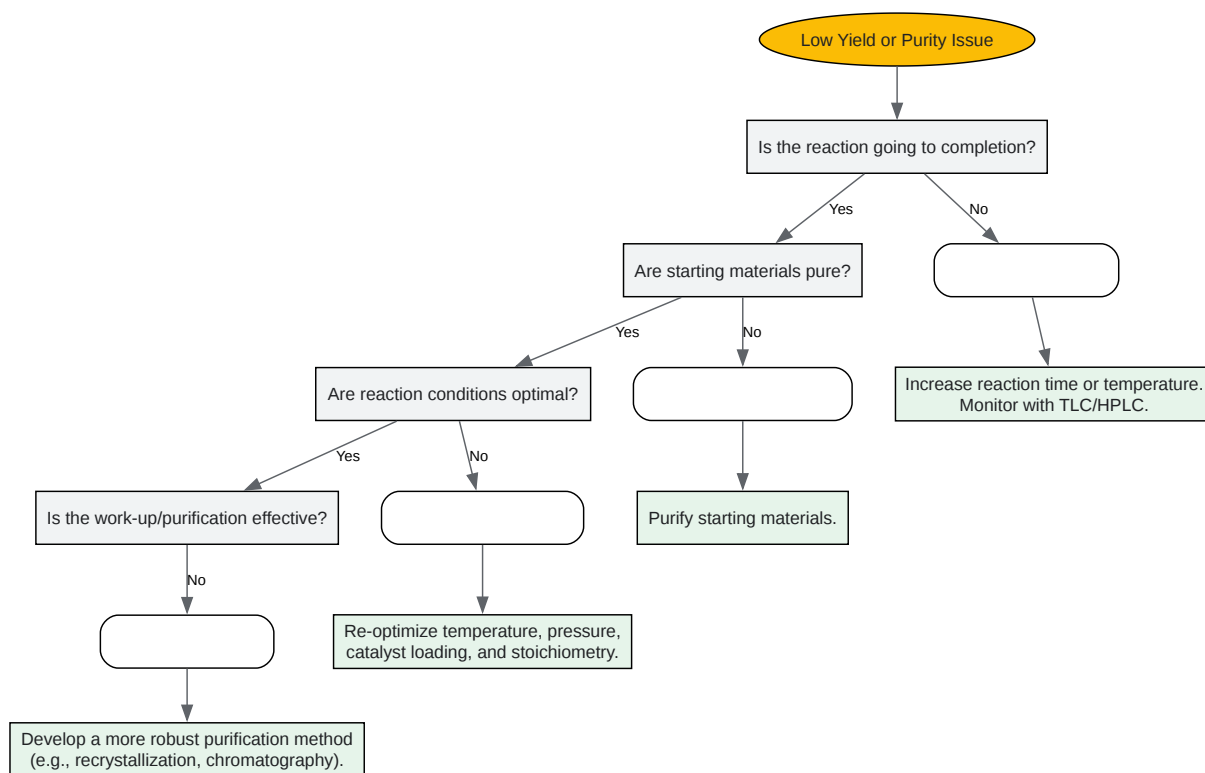 Low Yield or Purity Issue
Is the reaction going to completion?
Yes
No
Are starting materials pure?
Yes
No
Are reaction conditions optimal?
Increase reaction time or temperature.
Monitor with TLC/HPLC.
Yes
No
Is the work-up/purification effective?
Purify starting materials.
No
Re-optimize temperature, pressure,
catalyst loading, and stoichiometry.
Develop a more robust purification method
(e.g., recrystallization, chromatography).